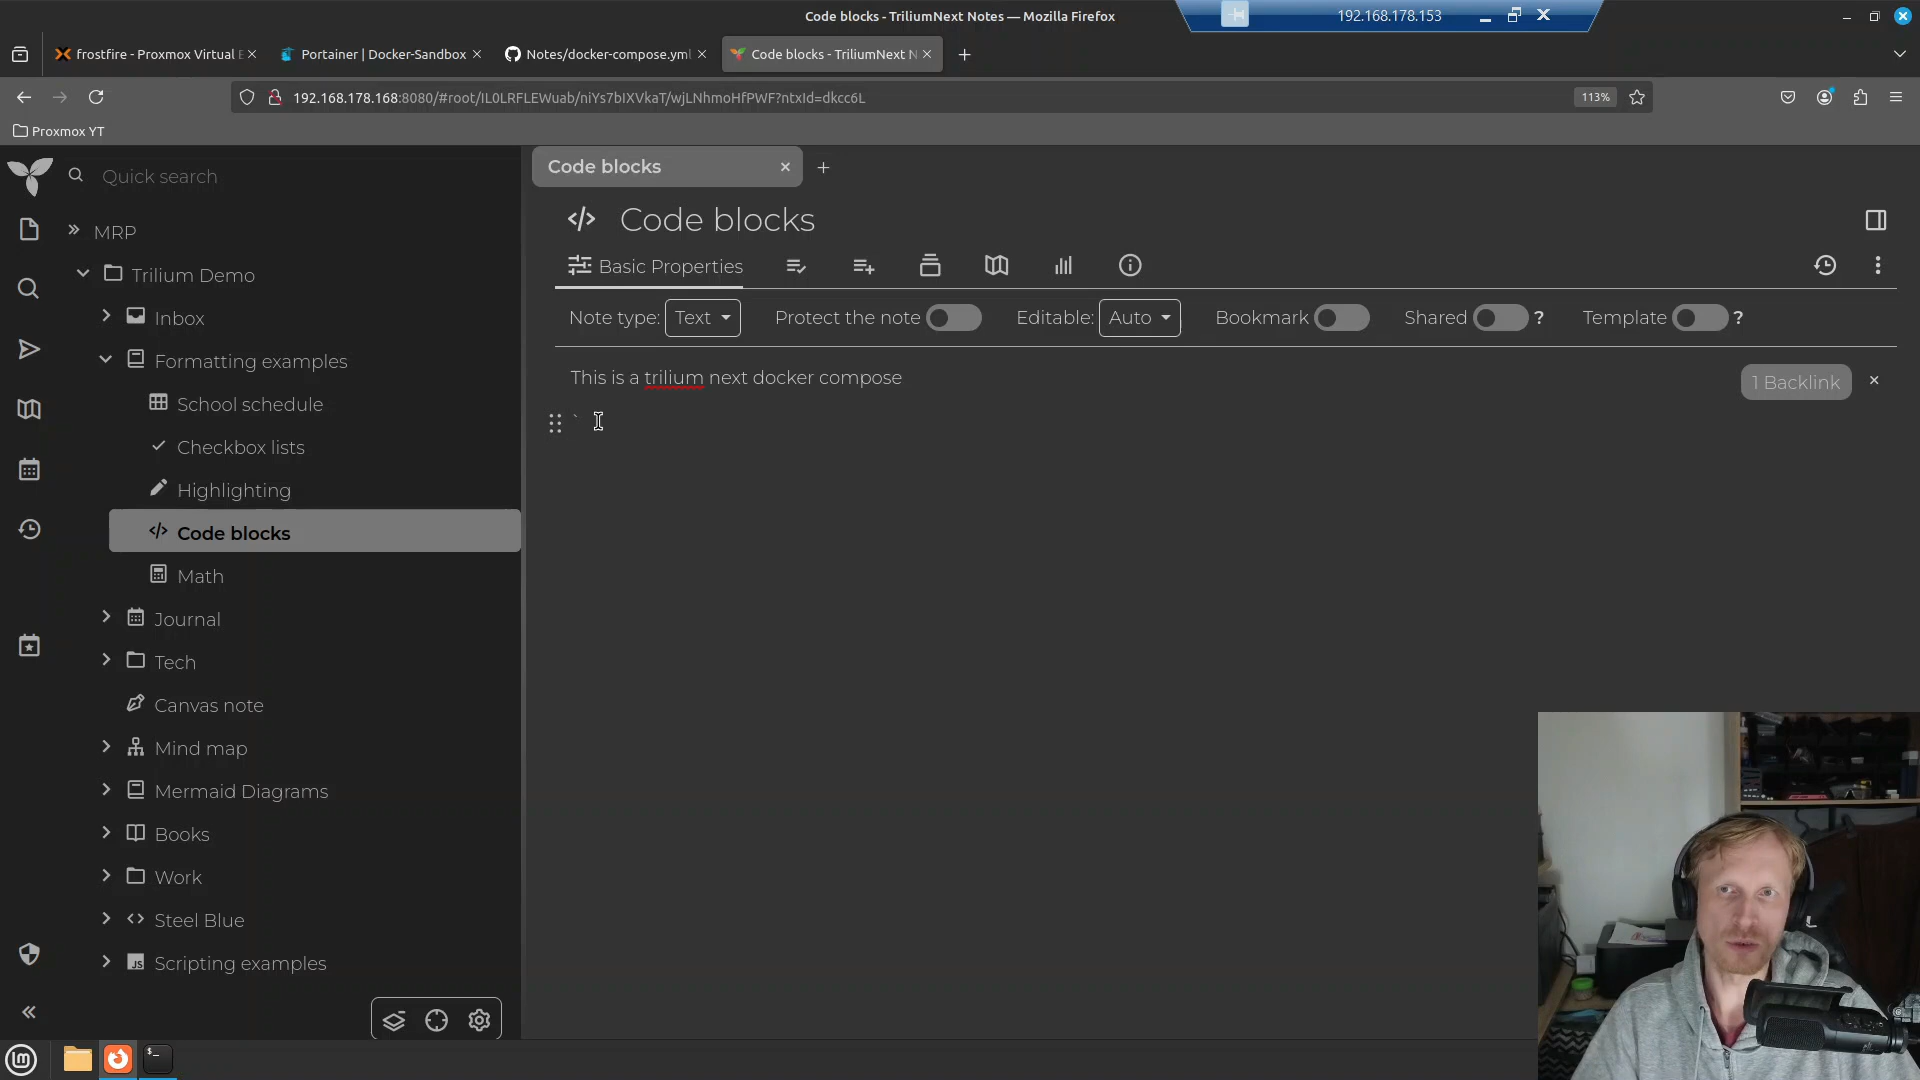 Code blocks - TriliumNext Notes — Mozilla Firefox
192.168.178.153
frostfire - Proxmox Virtual E
Portainer | Docker-Sandbox
Notes/docker-compose.yml
Code blocks - TriliumNext N
192.168.178.168:8080/#root/IL0LRFLEWuab/niYs7bIXVkaT/wjLNhmoHfPWF?ntxId=dkcc6L
113%
Proxmox YT
Quick search
MRP
Trilium Demo
Inbox
Formatting examples
School schedule
Checkbox lists
Highlighting
Code blocks
Math
Journal
Tech
Canvas note
Mind map
Mermaid Diagrams
Books
Work
Steel Blue
JS Scripting examples
Code blocks
</> Code blocks
Basic Properties
Note type: Text
Protect the note
Editable: Auto
Bookmark
Shared ?
Template ?
This is a trilium next docker compose
1 Backlink
`